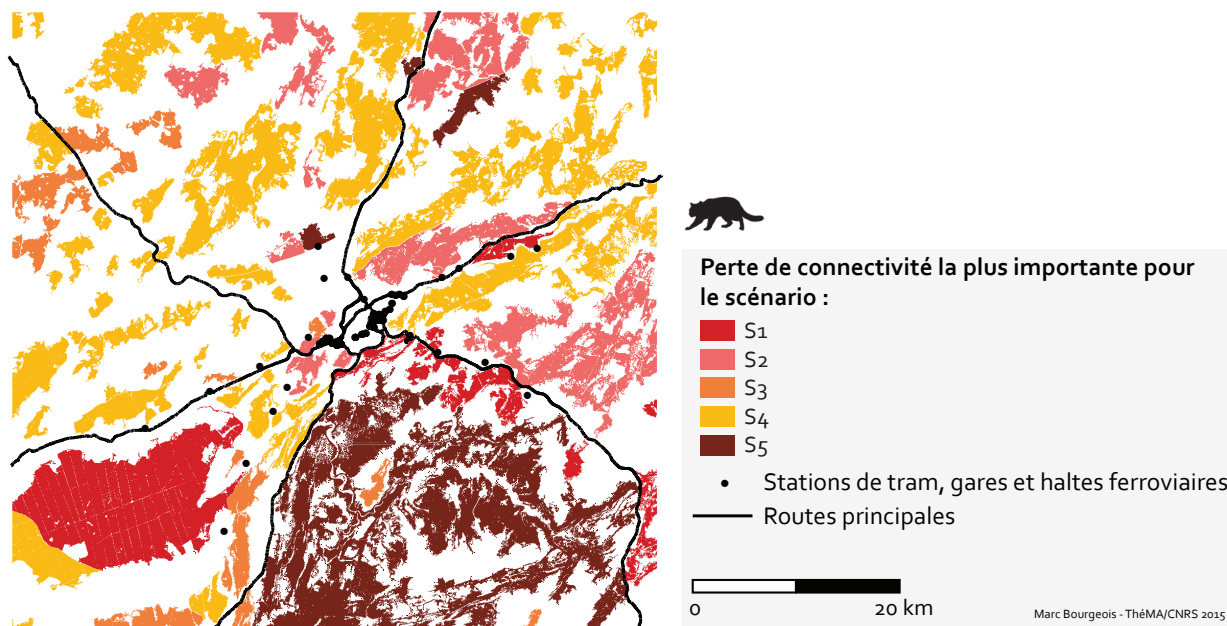 Perte de connectivité la plus importante pour
le scénario :
S1
S2
S3
S4
S5
Stations de tram, gares et haltes ferroviaires
Routes principales
0 20 km
Marc Bourgeois - ThéMA/CNRS 2015